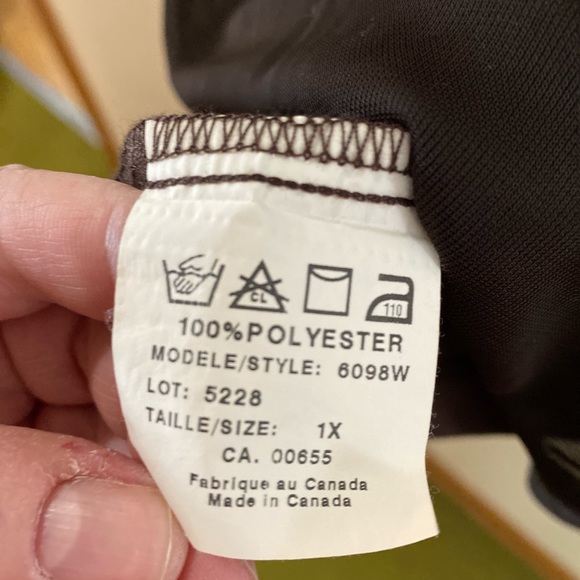 CL
110
100%POLYESTER
MODELE/STYLE: 6098W
LOT: 5228
TAILLE/SIZE: 1X
CA. 00655
Fabrique au Canada
Made in Canada